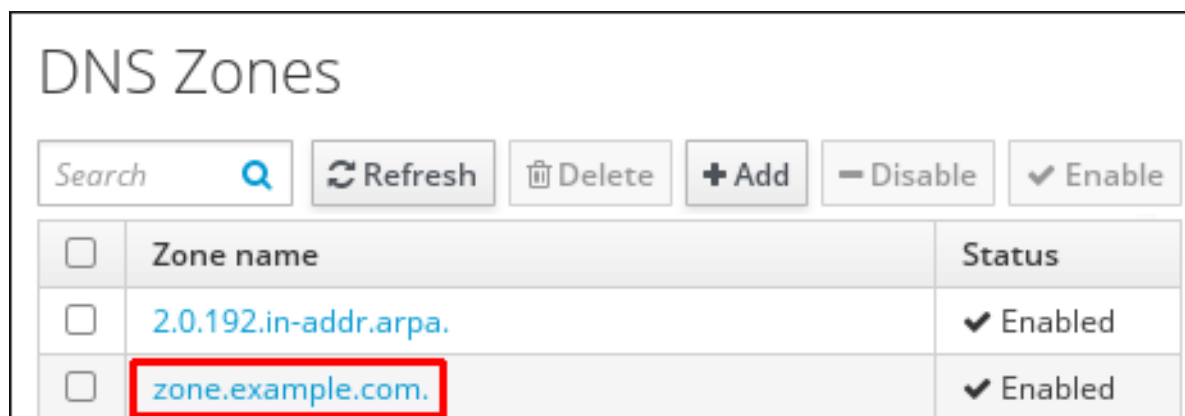 DNS Zones
Search Refresh Delete Add Disable Enable
Zone name Status
2.0.192.in-addr.arpa. Enabled
zone.example.com. Enabled